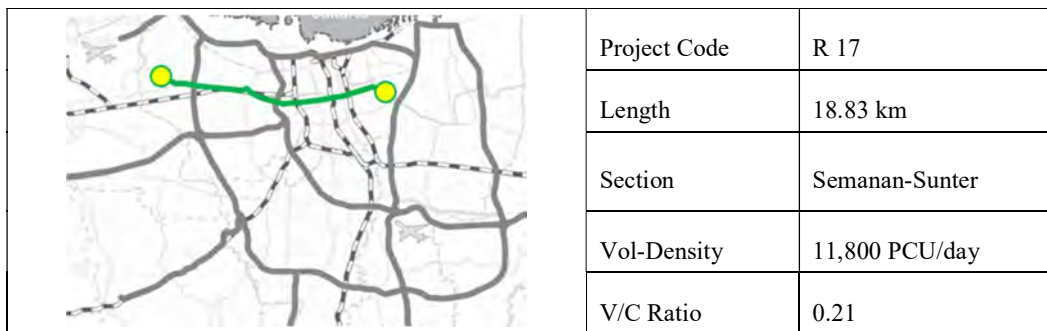 Project Code R 17
Length 18.83 km
Section Semanan-Sunter
Vol-Density 11,800 PCU/day
V/C Ratio 0.21